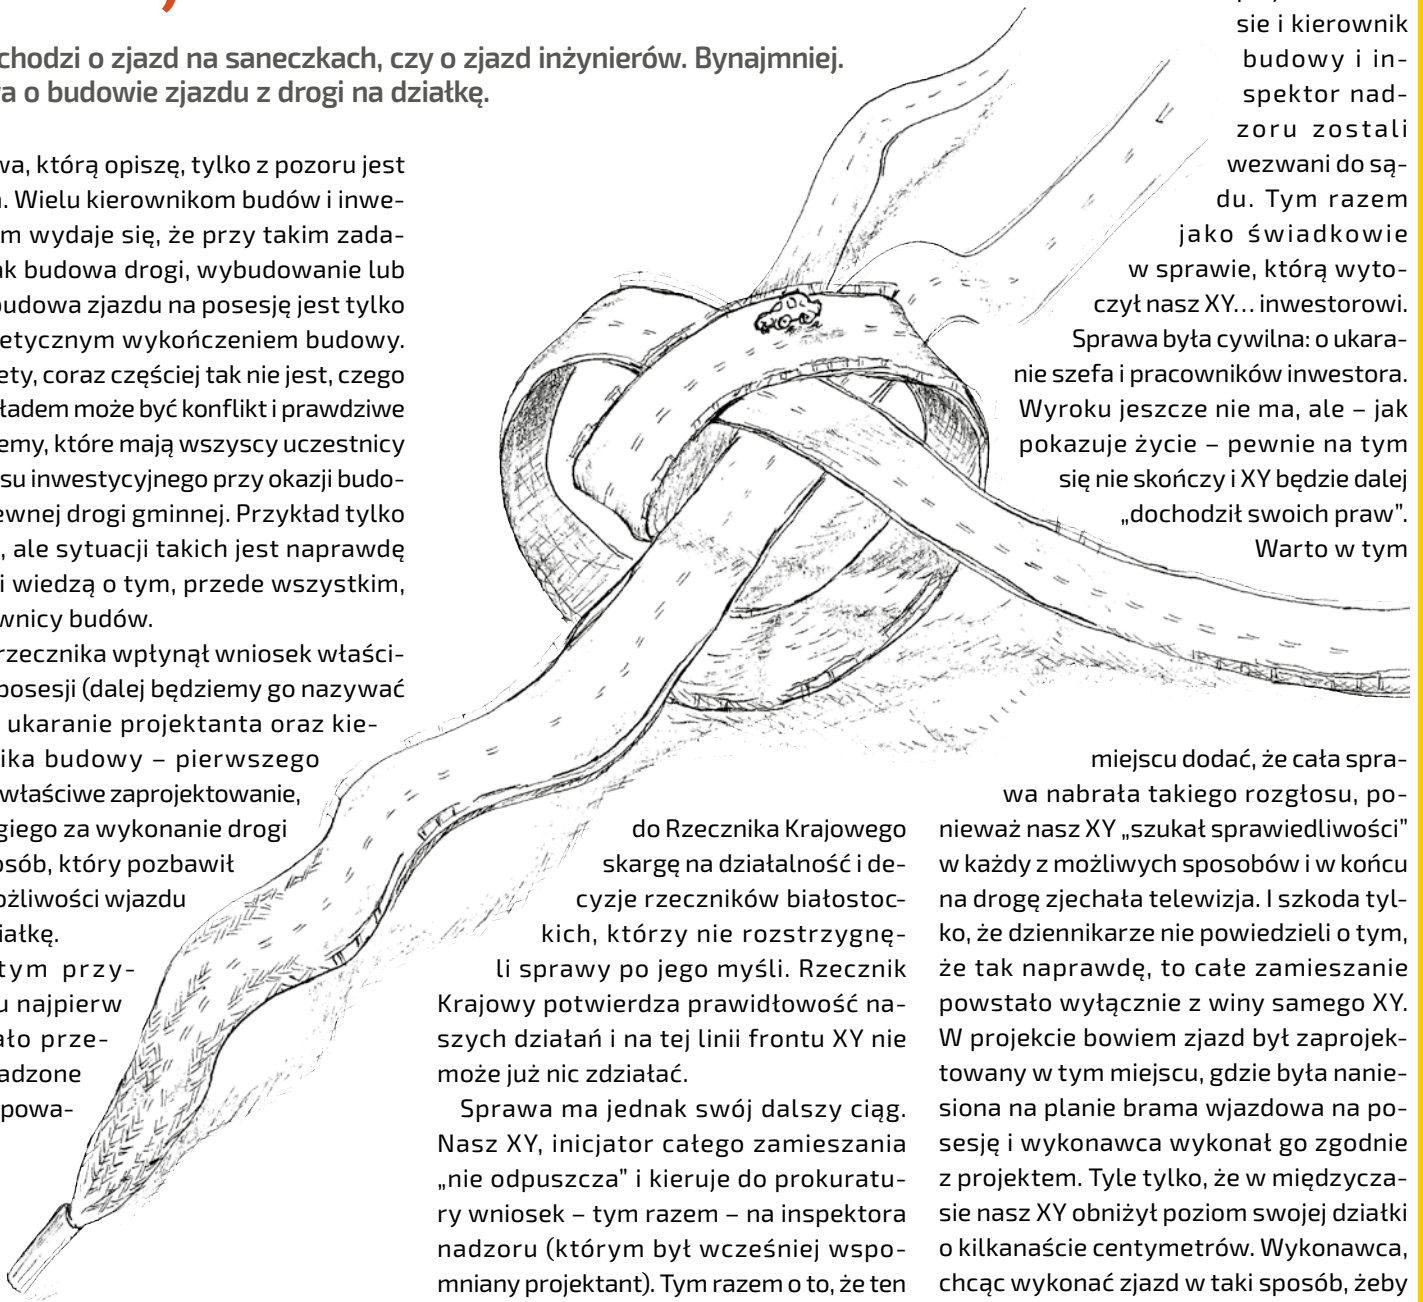 chodzi o zjazd na saneczkach, czy o zjazd inżynierów. Bynajmniej.
a o budowie zjazdu z drogi na działkę.
wa, którą opiszę, tylko z pozoru jest
. Wielu kierownikom budów i inwe-
m wydaje się, że przy takim zada-
ak budowa drogi, wybudowanie lub
budowa zjazdu na posesję jest tylko
etycznym wykończeniem budowy.
ety, coraz częściej tak nie jest, czego
ładem może być konflikt i prawdziwe
emy, które mają wszyscy uczestnicy
su inwestycyjnego przy okazji budo-
ewnej drogi gminnej. Przykład tylko
, ale sytuacji takich jest naprawdę
i wiedzą o tym, przede wszystkim,
wnicy budów.
rzecznika wpłynął wniosek właści-
posesji (dalej będziemy go nazywać
ukaranie projektanta oraz kie-
ika budowy – pierwszego
właściwe zaprojektowanie,
giego za wykonanie drogi
osób, który pozbawił
ożliwości wjazdu
iałkę.
tym przy-
u najpierw
ało prze-
adzone
powa-
do Rzecznika Krajowego
skargę na działalność i de-
cyzje rzeczników białostoc-
kich, którzy nie rozstrzygnę-
li sprawy po jego myśli. Rzecznik
Krajowy potwierdza prawidłowość na-
szych działań i na tej linii frontu XY nie
może już nic zdziałać.
Sprawa ma jednak swój dalszy ciąg.
Nasz XY, inicjator całego zamieszania
„nie odpuszcza” i kieruje do prokuratu-
ry wniosek – tym razem – na inspektora
nadzoru (którym był wcześniej wspo-
mniany projektant). Tym razem o to, że ten
sie i kierownik
budowy i in-
spektor nad-
zoru zostali
wezwani do są-
du. Tym razem
jako świadkowie
w sprawie, którą wyto-
czył nasz XY… inwestorowi.
Sprawa była cywilna: o ukara-
nie szefa i pracowników inwestora.
Wyroku jeszcze nie ma, ale – jak
pokazuje życie – pewnie na tym
się nie skończy i XY będzie dalej
„dochodził swoich praw”.
Warto w tym
miejscu dodać, że cała spra-
wa nabrała takiego rozgłosu, po-
nieważ nasz XY „szukał sprawiedliwości”
w każdy z możliwych sposobów i w końcu
na drogę zjechała telewizja. I szkoda tyl-
ko, że dziennikarze nie powiedzieli o tym,
że tak naprawdę, to całe zamieszanie
powstało wyłącznie z winy samego XY.
W projekcie bowiem zjazd był zaprojek-
towany w tym miejscu, gdzie była nanie-
siona na planie brama wjazdowa na po-
sesję i wykonawca wykonał go zgodnie
z projektem. Tyle tylko, że w międzycza-
sie nasz XY obniżył poziom swojej działki
o kilkanaście centymetrów. Wykonawca,
chcąc wykonać zjazd w taki sposób, żeby